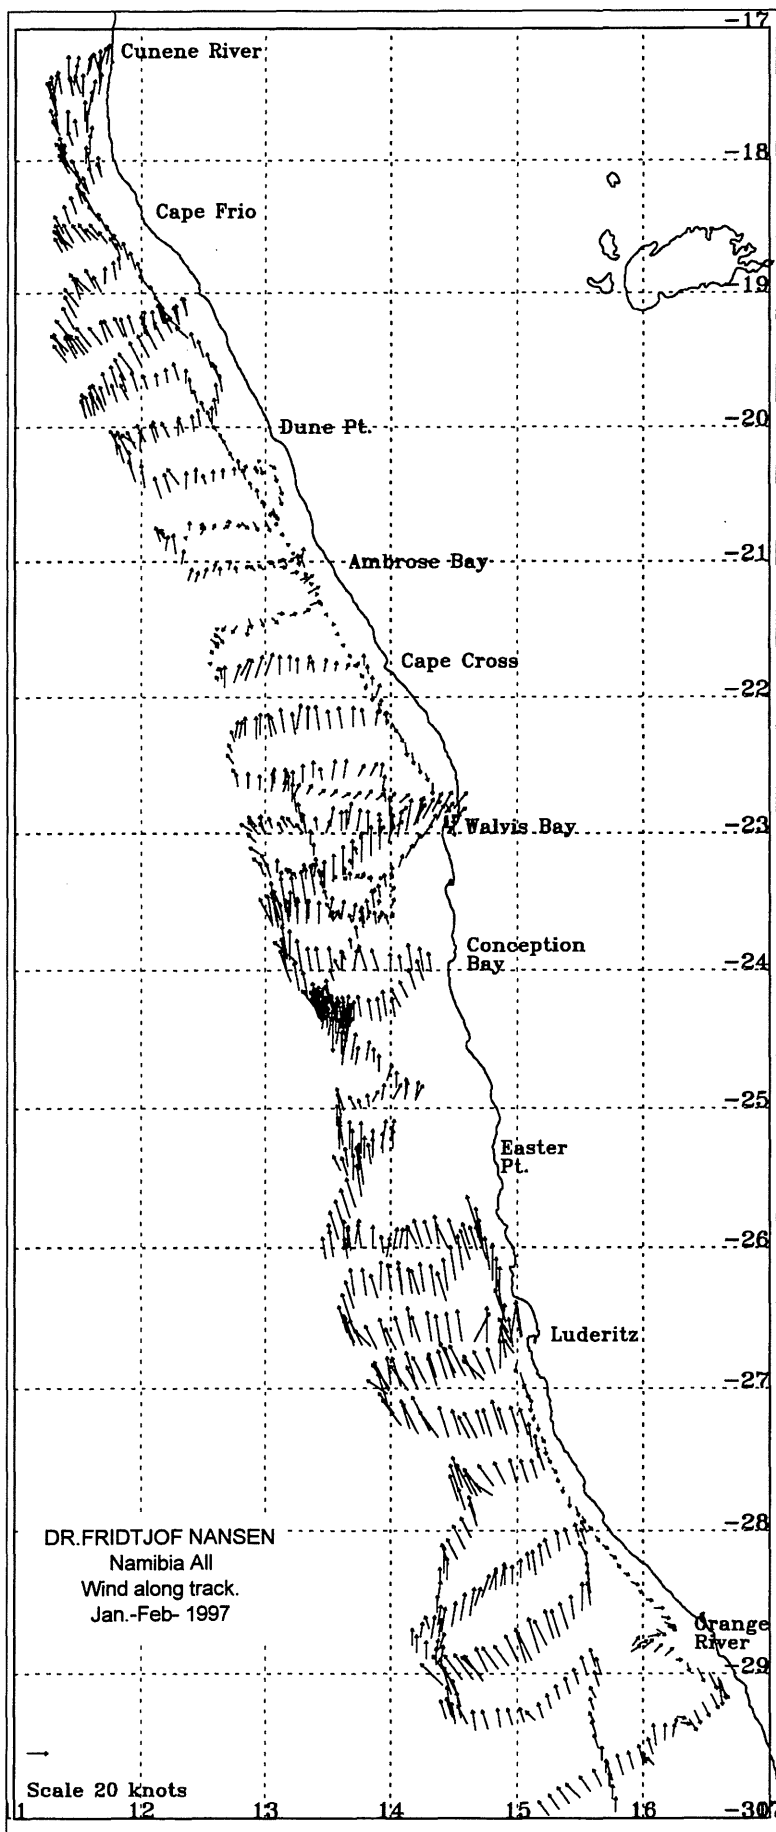 -17
Cunene River
-18
Cape Frio
-19
-20
Dune Pt.
-21
Ambrose Bay
Cape Cross
-22
Walvis Bay
-23
Conception
Bay
-24
-25
Easter
Pt.
-26
Luderitz
-27
-28
DR.FRIDTJOF NANSEN
Namibia All
Wind along track.
Jan.-Feb- 1997
Orange
River
-29
Scale 20 knots
11 12 13 14 15 16 -30